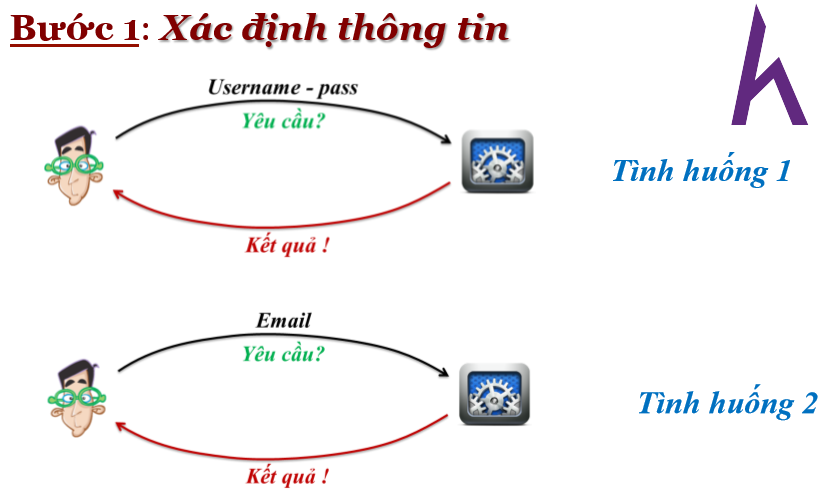 Bước 1: Xác định thông tin
Username - pass
Yêu cầu?
Tình huống 1
Kết quả !
Email
Yêu cầu?
Tình huống 2
Kết quả !